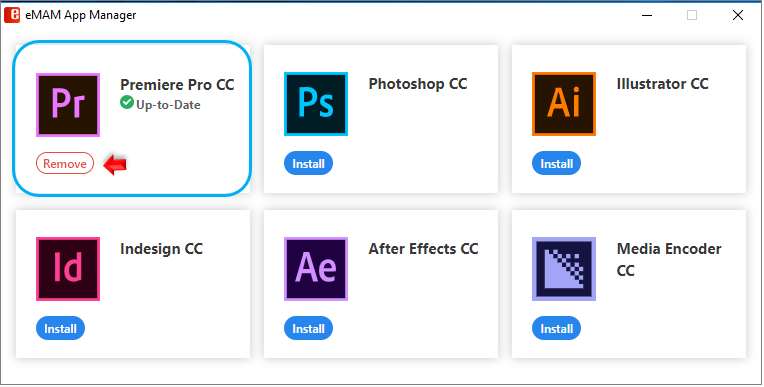 eMAM App Manager
Pr
Premiere Pro CC
Up-to-Date
Remove
Ps
Photoshop CC
Install
Ai
Illustrator CC
Install
Id
Indesign CC
Install
Ae
After Effects CC
Install
Media Encoder
CC
Install